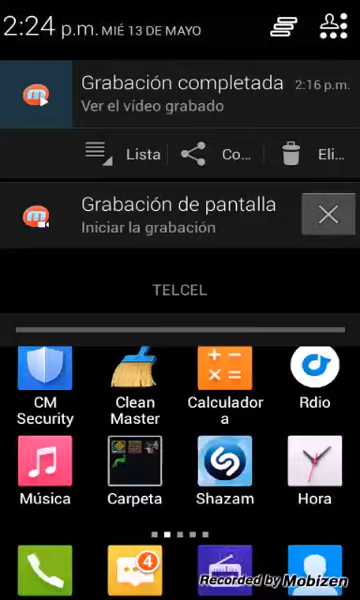 2:24 p.m. MIÉ 13 DE MAYO
Grabación completada 2:16 p.m.
Ver el vídeo grabado
Lista Co... Eli...
Grabación de pantalla
Iniciar la grabación
TELCEL
CM Security
Clean Master
Calculadora
Rdio
Música
Carpeta
Shazam
Hora
4
Recorded by Mobizen